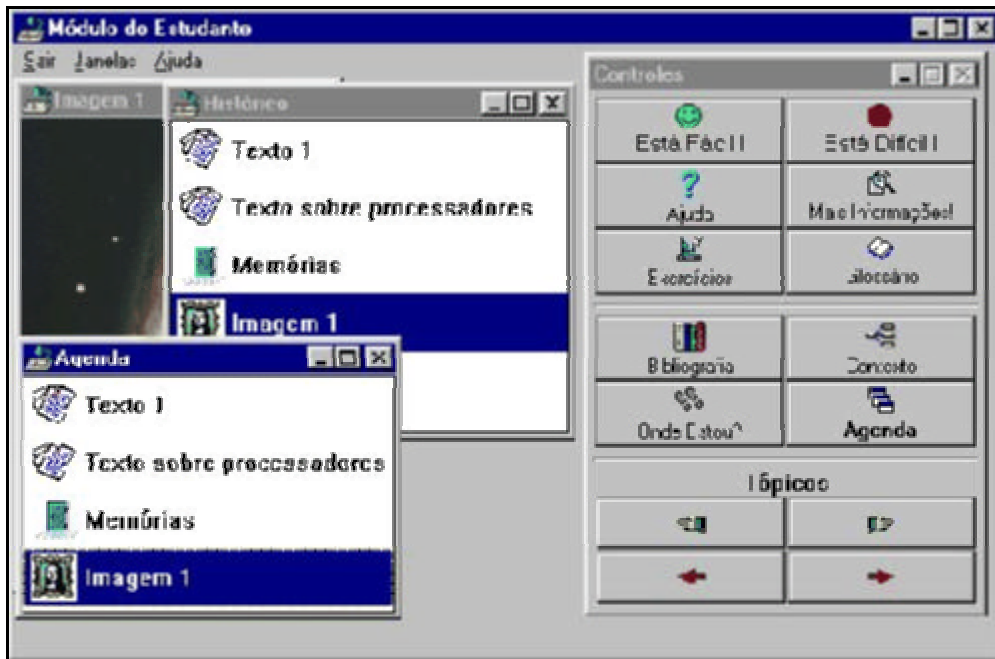 Módulo do Estudante
Sair Janelas Ajuda
Imagem 1
Histórico
Texto 1
Texto sobre processadores
Memórias
Imagem 1
Agenda
Texto 1
Texto sobre processadores
Memórias
Imagem 1
Controles
Está Fácil!
Está Difícil!
Ajuda
Mais Informações!
Exercícios
Glossário
Bibliografia
Contexto
Onde Estou?
Agenda
Tópicos